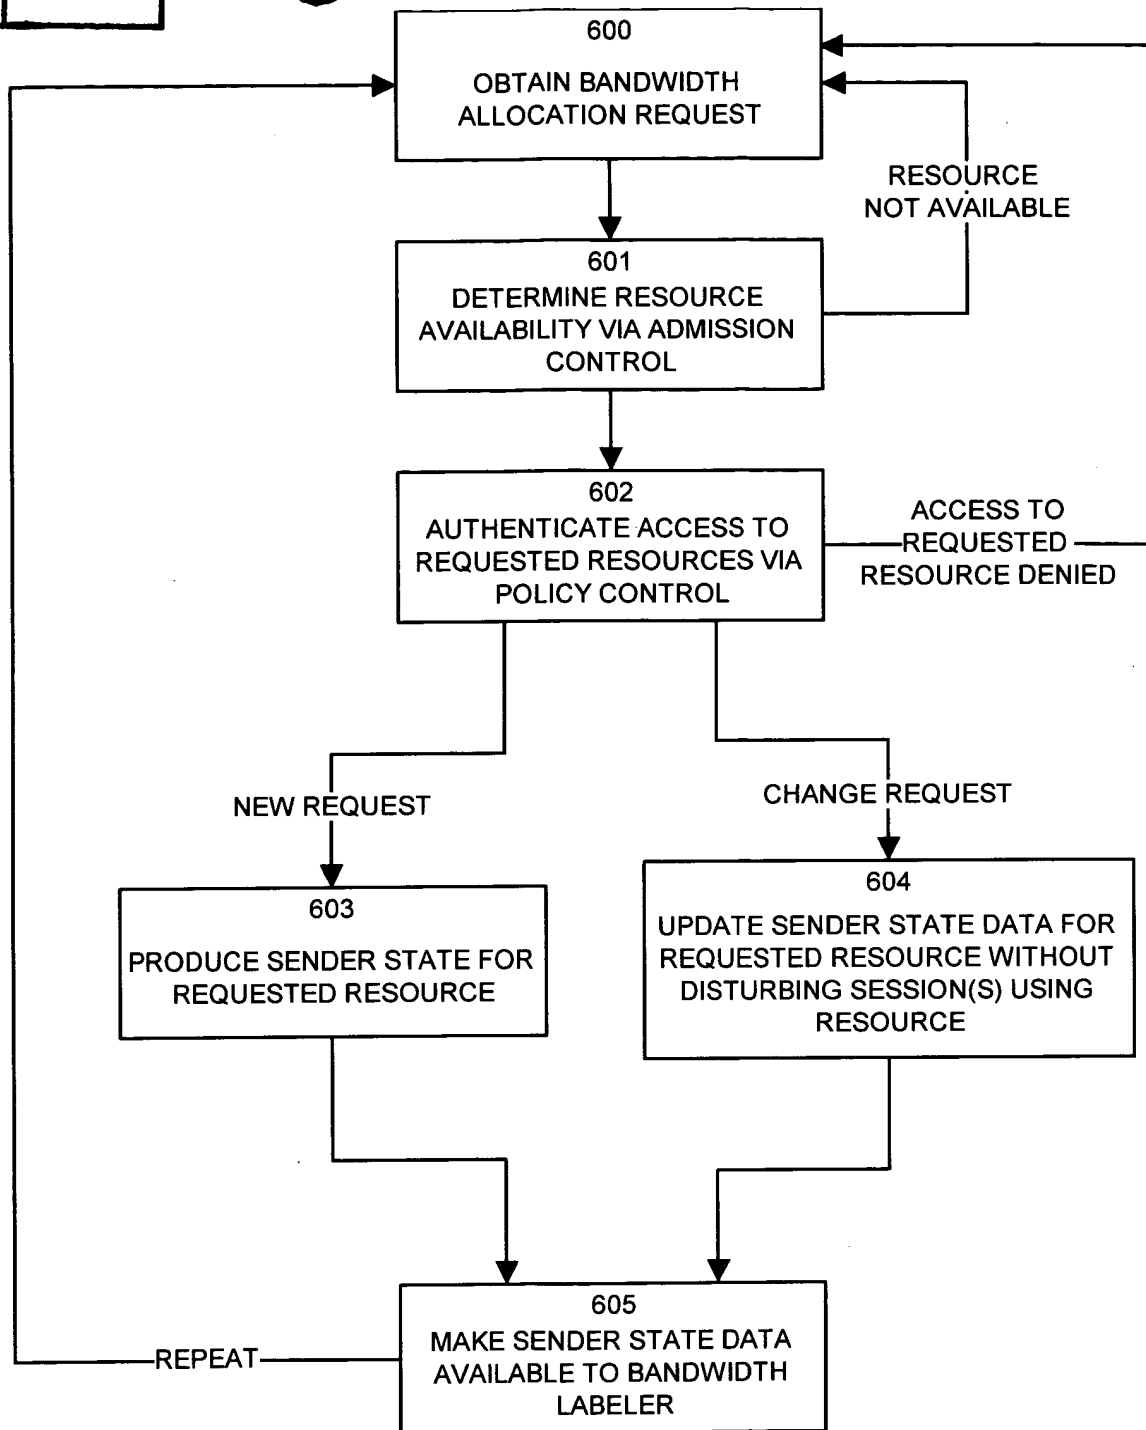 600
OBTAIN BANDWIDTH
ALLOCATION REQUEST
RESOURCE
NOT AVAILABLE
601
DETERMINE RESOURCE
AVAILABILITY VIA ADMISSION
CONTROL
602
AUTHENTICATE ACCESS TO
REQUESTED RESOURCES VIA
POLICY CONTROL
ACCESS TO
REQUESTED
RESOURCE DENIED
NEW REQUEST
CHANGE REQUEST
603
PRODUCE SENDER STATE FOR
REQUESTED RESOURCE
604
UPDATE SENDER STATE DATA FOR
REQUESTED RESOURCE WITHOUT
DISTURBING SESSION(S) USING
RESOURCE
605
MAKE SENDER STATE DATA
AVAILABLE TO BANDWIDTH
LABELER
REPEAT